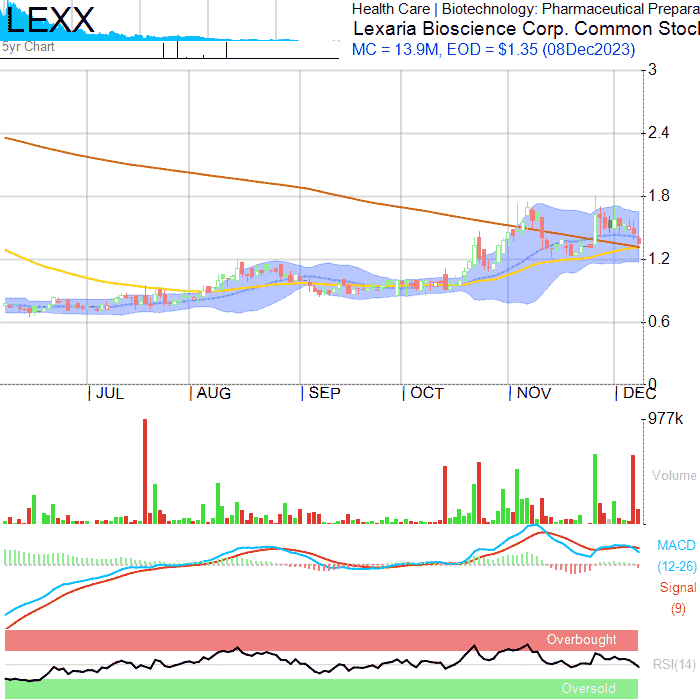 LEXX
5yr Chart
Health Care | Biotechnology: Pharmaceutical Prepara
Lexaria Bioscience Corp. Common Stocl
MC = 13.9M, EOD = $1.35 (08Dec2023)
3
2.4
1.8
1.2
0.6
0
JUL AUG SEP OCT NOV DEC
977k
Volume
MACD
(12-26)
Signal
(9)
Overbought
RSI(14)
Oversold